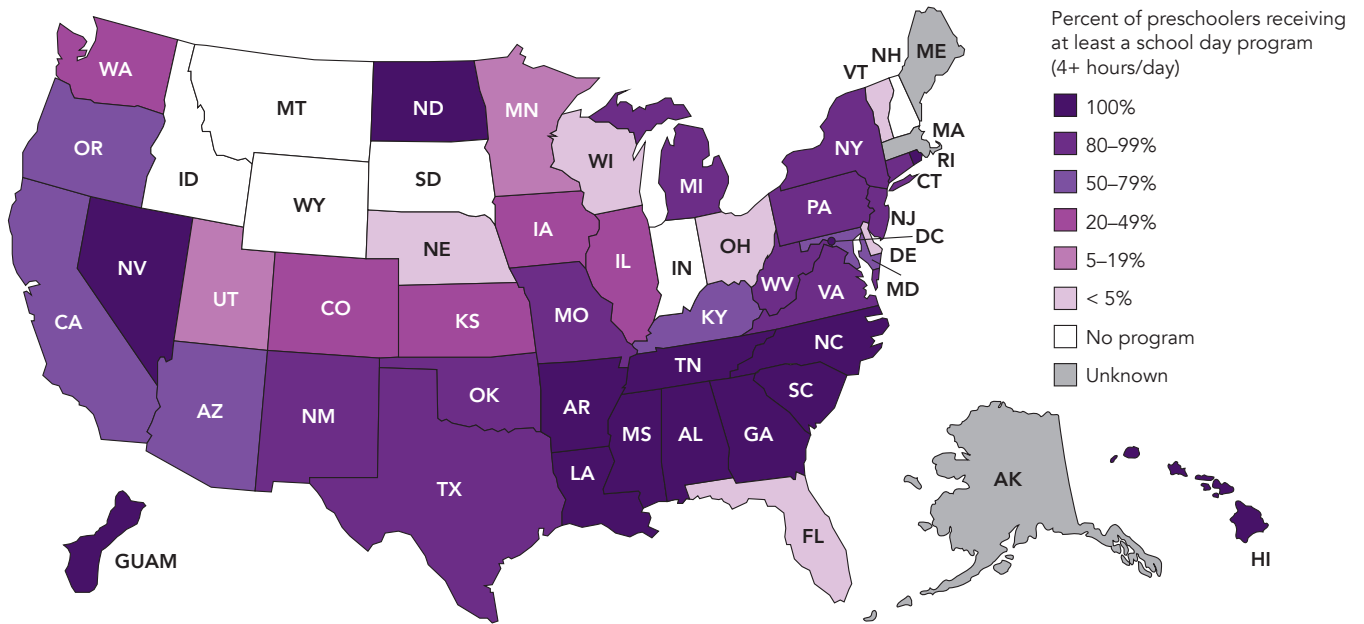 Percent of preschoolers receiving
at least a school day program
(4+ hours/day)
100%
80–99%
50–79%
20–49%
5–19%
< 5%
No program
Unknown
WA
OR
CA
NV
ID
MT
WY
UT
AZ
CO
NM
ND
SD
NE
KS
OK
TX
MN
IA
MO
AR
LA
WI
IL
MI
IN
OH
KY
TN
MS
AL
GA
FL
SC
NC
VA
WV
PA
NY
VT
NH
ME
MA
RI
CT
NJ
DC
DE
MD
AK
HI
GUAM